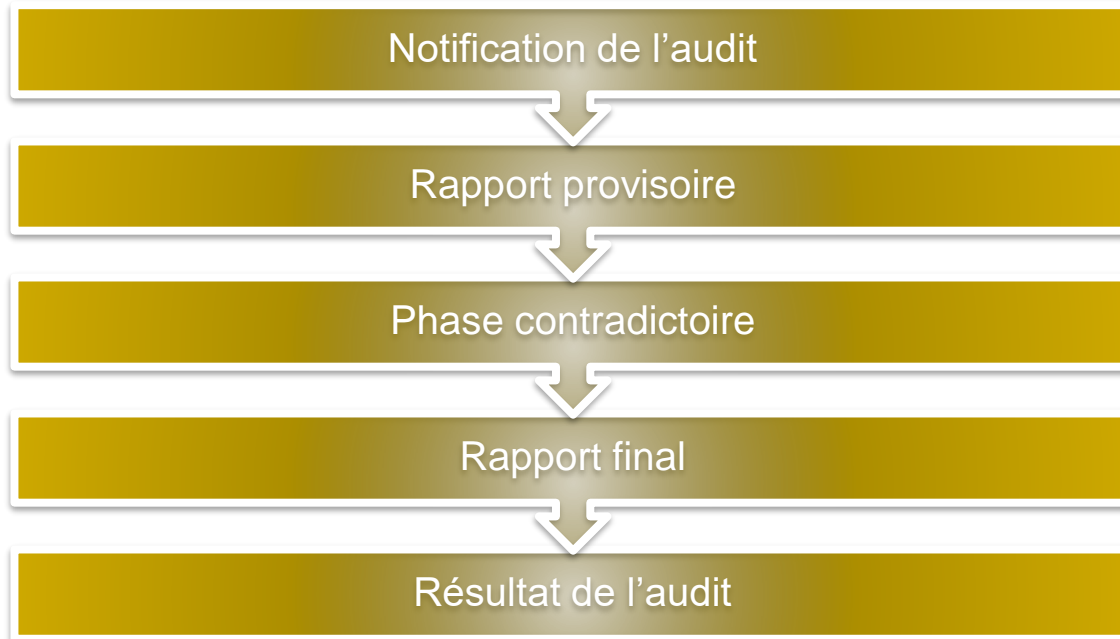 Notification de l’audit
Rapport provisoire
Phase contradictoire
Rapport final
Résultat de l’audit